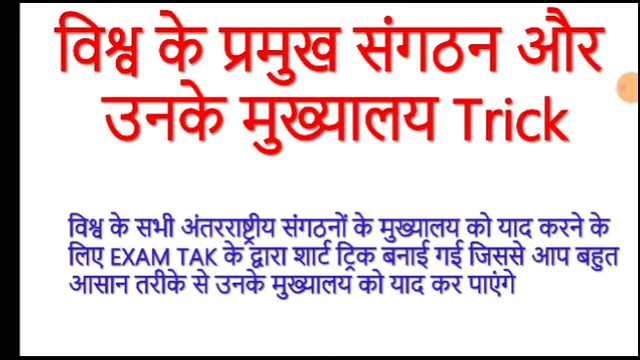 विश्व के प्रमुख संगठन और
उनके मुख्यालय Trick
विश्व के सभी अंतरराष्ट्रीय संगठनों के मुख्यालय को याद करने के
लिए EXAM TAK के द्वारा शार्ट ट्रिक बनाई गई जिससे आप बहुत
आसान तरीके से उनके मुख्यालय को याद कर पाएंगे